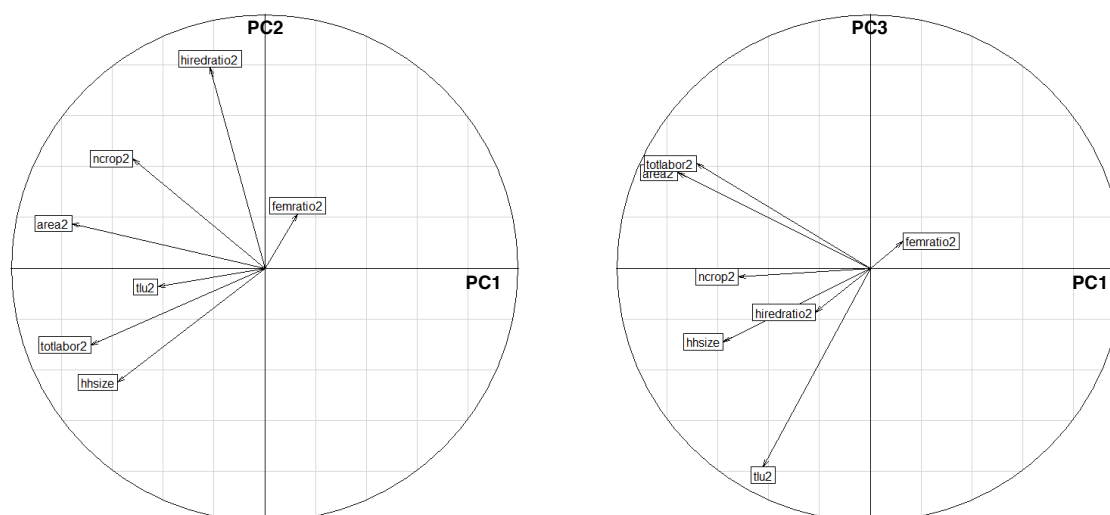 PC2
hiredratio2
ncrop2
femratio2
area2
PC1
tlu2
totlabor2
hhsize
PC3
totlabor2
area2
femratio2
ncrop2
PC1
hiredratio2
hhsize
tlu2